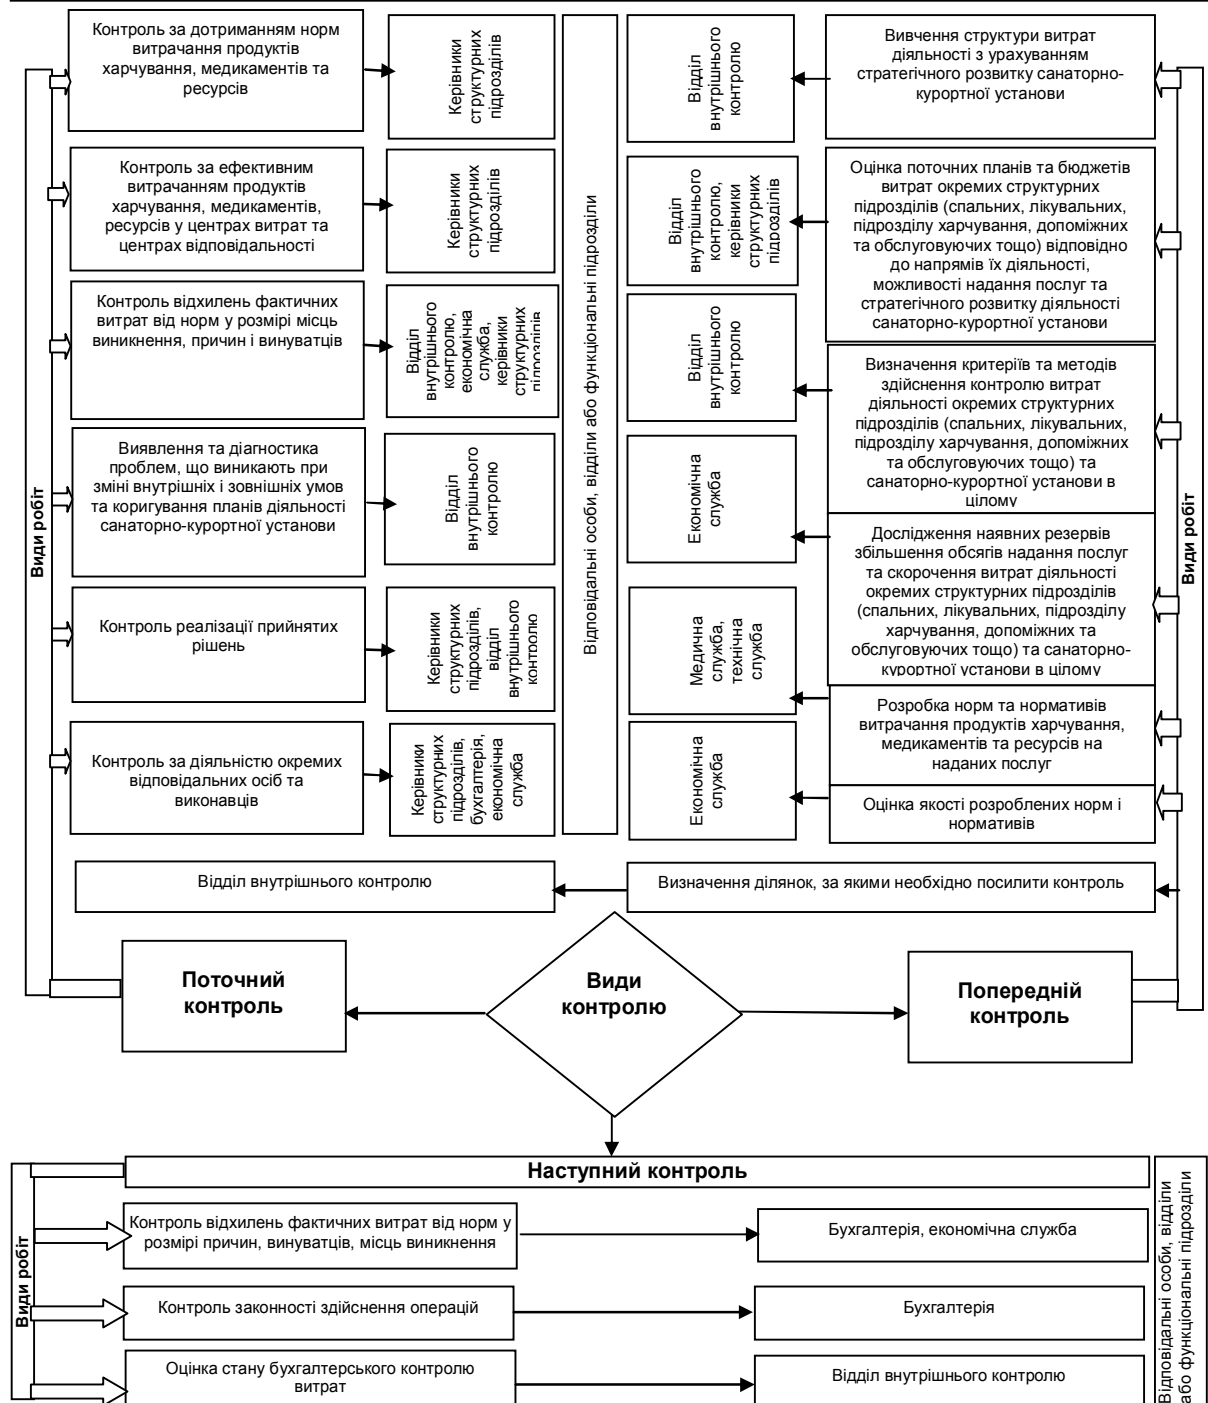 Контроль за дотриманням норм
витрачання продуктів
харчування, медикаментів та
ресурсів
Керівники
структурних
підрозділів
Контроль за ефективним
витрачанням продуктів
харчування, медикаментів,
ресурсів у центрах витрат та
центрах відповідальності
Керівники
структурних
підрозділів
Контроль відхилень фактичних
витрат від норм у розмірі місць
виникнення, причин і винуватців
Відділ
внутрішнього
контролю,
економічна
служба,
керівники
структурних
підрозділів
Виявлення та діагностика
проблем, що виникають при
зміні внутрішніх і зовнішніх умов
та коригування планів діяльності
санаторно-курортної установи
Відділ
внутрішнього
контролю
Контроль реалізації прийнятих
рішень
Керівники
структурних
підрозділів,
відділ
внутрішнього
контролю
Контроль за діяльністю окремих
відповідальних осіб та
виконавців
Керівники
структурних
підрозділів,
бухгалтерія,
економічна
служба
Види робіт
Відповідальні особи, відділи або функціональні підрозділи
Відділ
внутрішнього
контролю
Вивчення структури витрат
діяльності з урахуванням
стратегічного розвитку санаторно-
курортної установи
Відділ
внутрішнього
контролю,
керівники
структурних
підрозділів
Оцінка поточних планів та бюджетів
витрат окремих структурних
підрозділів (спальних, лікувальних,
підрозділу харчування, допоміжних
та обслуговуючих тощо) відповідно
до напрямів їх діяльності,
можливості надання послуг та
стратегічного розвитку діяльності
санаторно-курортної установи
Відділ
внутрішнього
контролю
Визначення критеріїв та методів
здійснення контролю витрат
діяльності окремих структурних
підрозділів (спальних, лікувальних,
підрозділу харчування, допоміжних
та обслуговуючих тощо) та
санаторно-курортної установи в
цілому
Економічна
служба
Дослідження наявних резервів
збільшення обсягів надання послуг
та скорочення витрат діяльності
окремих структурних підрозділів
(спальних, лікувальних, підрозділу
харчування, допоміжних та
обслуговуючих тощо) та санаторно-
курортної установи в цілому
Медична
служба,
технічна
служба
Розробка норм та нормативів
витрачання продуктів харчування,
медикаментів та ресурсів на
наданих послуг
Економічна
служба
Оцінка якості розроблених норм і
нормативів
Види робіт
Відділ внутрішнього контролю
Визначення ділянок, за якими необхідно посилити контроль
Поточний
контроль
Види
контролю
Попередній
контроль
Наступний контроль
Види робіт
Контроль відхилень фактичних витрат від норм у
розмірі причин, винуватців, місць виникнення
Бухгалтерія, економічна служба
Контроль законності здійснення операцій
Бухгалтерія
Оцінка стану бухгалтерського контролю
витрат
Відділ внутрішнього контролю
Відповідальні особи, відділи
або функціональні підрозділи